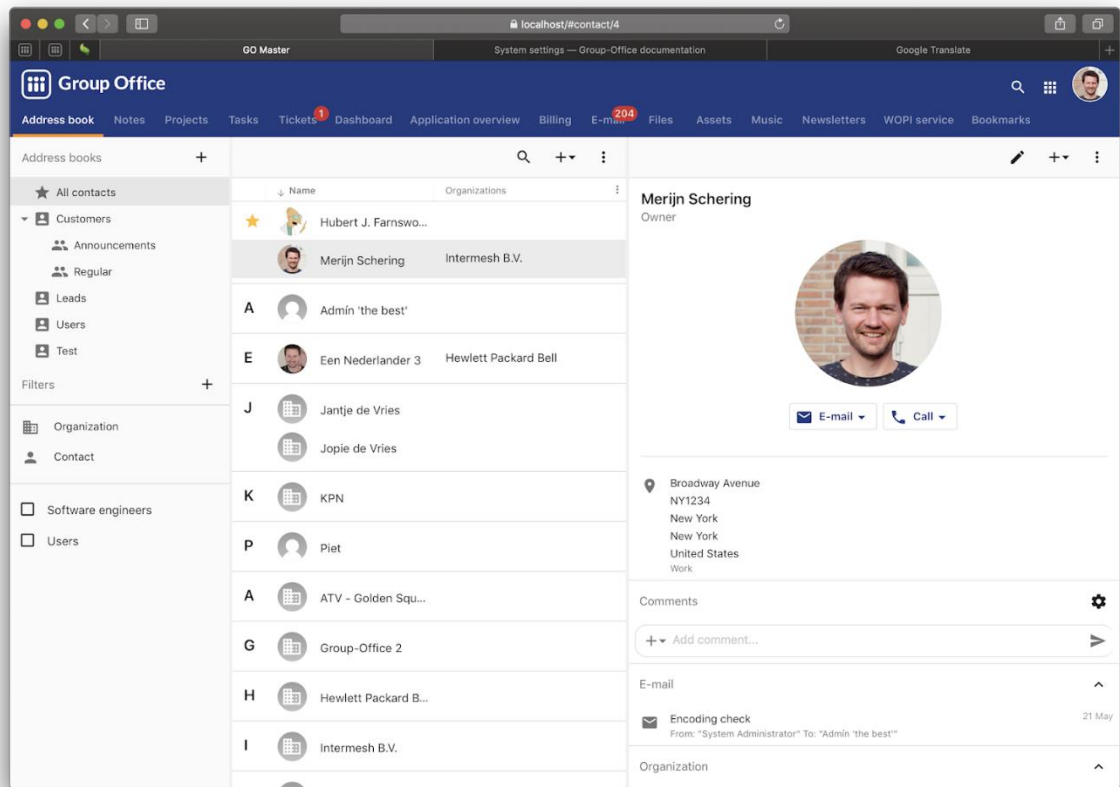 localhost/#contact/4
GO Master
System settings — Group-Office documentation
Google Translate
Group Office
Address book Notes Projects Tasks Tickets 1 Dashboard Application overview Billing E-mail 204 Files Assets Music Newsletters WOPI service Bookmarks
Address books
All contacts
Customers
Announcements
Regular
Leads
Users
Test
Filters
Organization
Contact
Software engineers
Users
Name Organizations
Hubert J. Farnswo...
Merijn Schering Intermesh B.V.
A Admín 'the best'
E Een Nederlander 3 Hewlett Packard Bell
J Jantje de Vries
Jopie de Vries
K KPN
P Piet
A ATV - Golden Squ...
G Group-Office 2
H Hewlett Packard B...
I Intermesh B.V.
Merijn Schering
Owner
E-mail
Call
Broadway Avenue
NY1234
New York
New York
United States
Work
Comments
Add comment...
E-mail
Encoding check 21 May
From: "System Administrator" To: "Admín 'the best'"
Organization